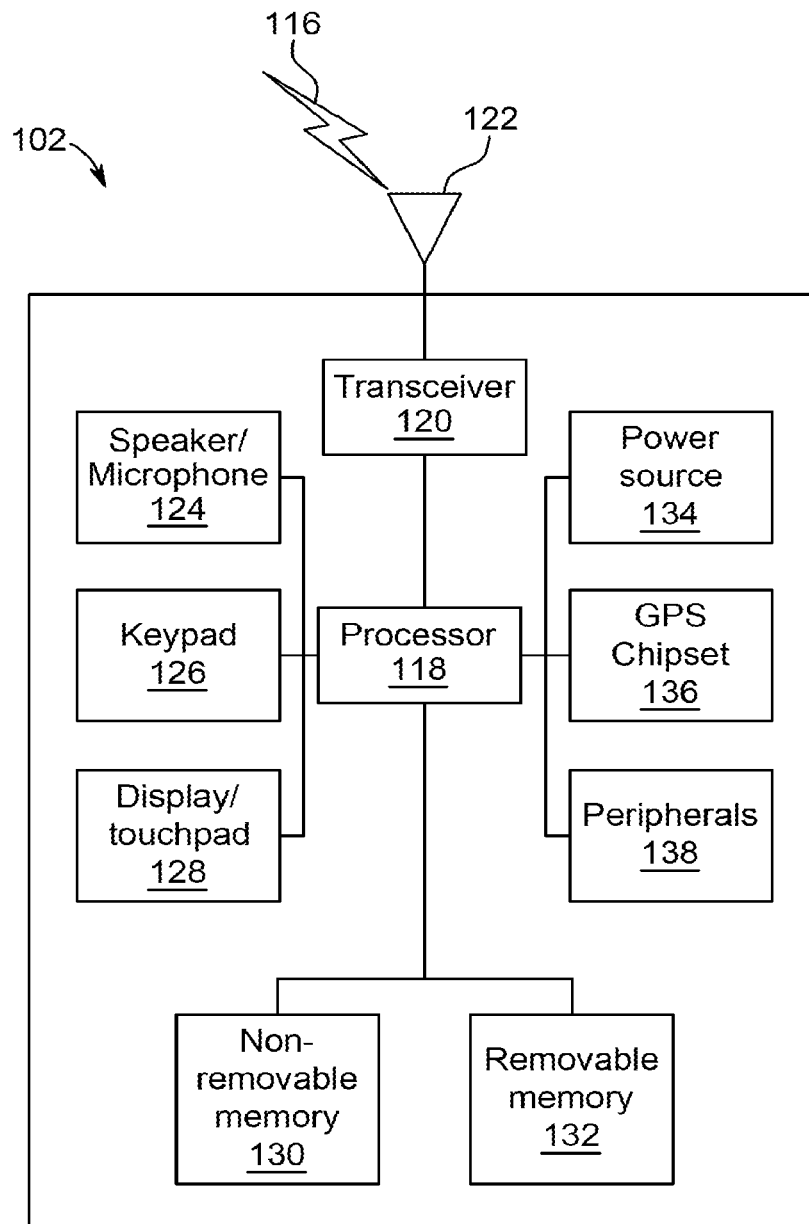 116
102
122
Transceiver
120
Speaker/
Microphone
124
Power
source
134
Keypad
126
Processor
118
GPS
Chipset
136
Display/
touchpad
128
Peripherals
138
Non-
removable
memory
130
Removable
memory
132